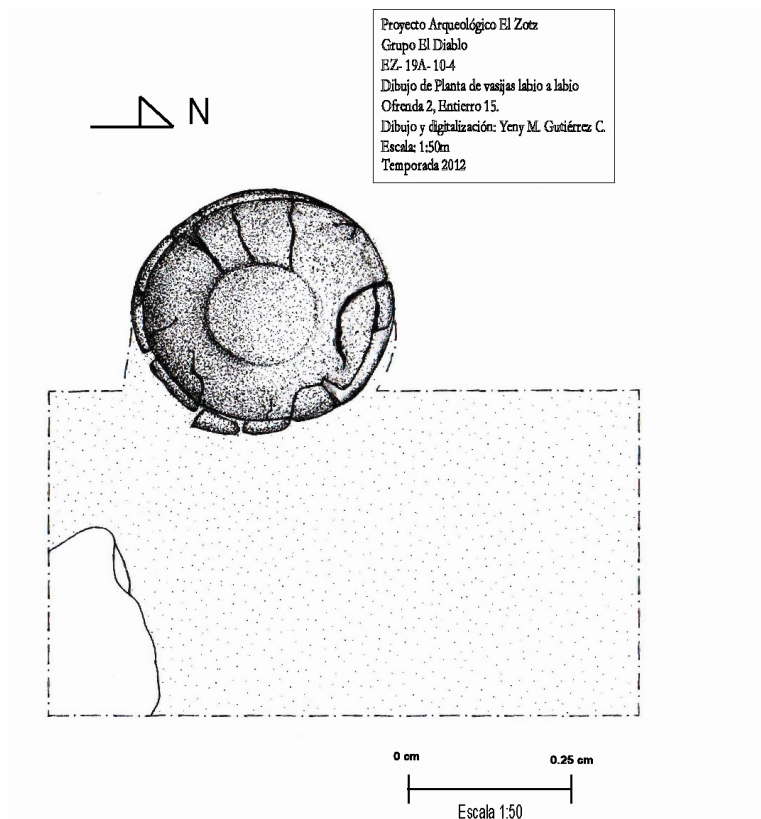 Proyecto Arqueológico El Zotz
Grupo El Diablo
EZ- 19A- 10-4
Dibujo de Planta de vasijas labio a labio
Ofrenda 2, Entierro 15.
Dibujo y digitalización: Yeny M. Gutiérrez C.
Escala: 1:50m
Temporada 2012
N
0 cm 0.25 cm
Escala 1:50